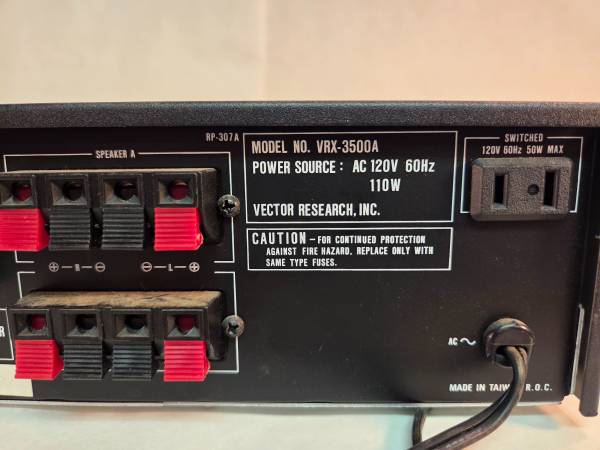 RP-307A
SPEAKER A
MODEL NO. VRX-3500A
POWER SOURCE : AC 120V 60Hz
110W
VECTOR RESEARCH, INC.
SWITCHED
120V 60Hz 50W MAX
CAUTION – FOR CONTINUED PROTECTION
AGAINST FIRE HAZARD, REPLACE ONLY WITH
SAME TYPE FUSES.
⊕—R—⊖ ⊖—L—⊕
R
AC ~
MADE IN TAIWAN R.O.C.